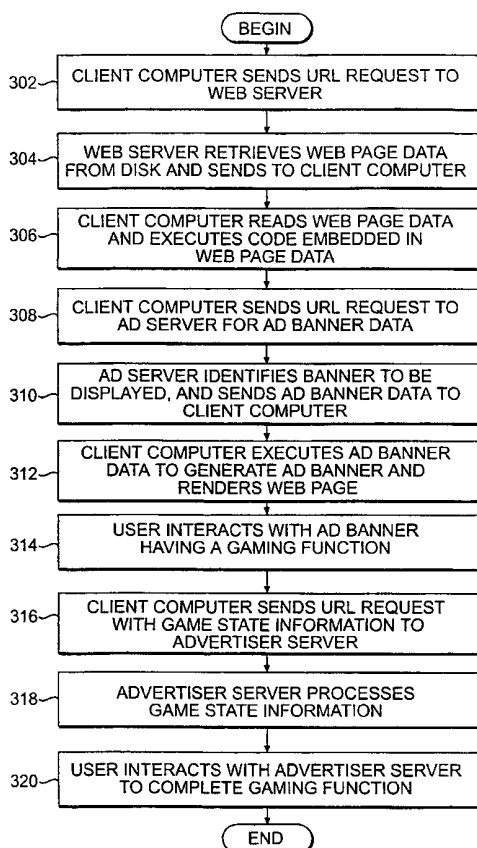 BEGIN
302
CLIENT COMPUTER SENDS URL REQUEST TO
WEB SERVER
304
WEB SERVER RETRIEVES WEB PAGE DATA
FROM DISK AND SENDS TO CLIENT COMPUTER
306
CLIENT COMPUTER READS WEB PAGE DATA
AND EXECUTES CODE EMBEDDED IN
WEB PAGE DATA
308
CLIENT COMPUTER SENDS URL REQUEST TO
AD SERVER FOR AD BANNER DATA
310
AD SERVER IDENTIFIES BANNER TO BE
DISPLAYED, AND SENDS AD BANNER DATA TO
CLIENT COMPUTER
312
CLIENT COMPUTER EXECUTES AD BANNER
DATA TO GENERATE AD BANNER AND
RENDERS WEB PAGE
314
USER INTERACTS WITH AD BANNER
HAVING A GAMING FUNCTION
316
CLIENT COMPUTER SENDS URL REQUEST
WITH GAME STATE INFORMATION TO
ADVERTISER SERVER
318
ADVERTISER SERVER PROCESSES
GAME STATE INFORMATION
320
USER INTERACTS WITH ADVERTISER SERVER
TO COMPLETE GAMING FUNCTION
END